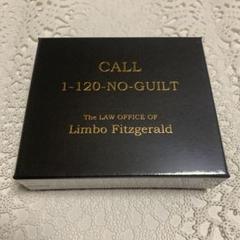 CALL
1-120-NO-GUILT
The LAW OFFICE OF
Limbo Fitzgerald